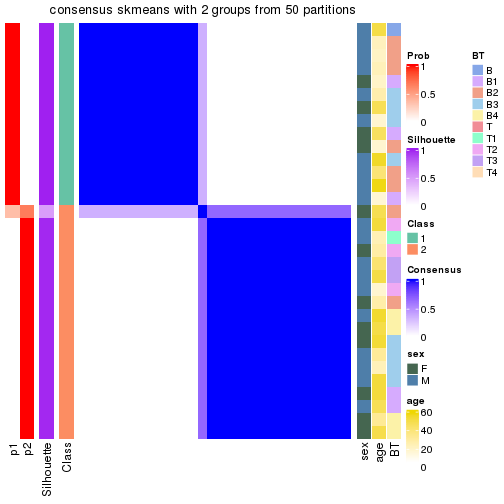 consensus skmeans with 2 groups from 50 partitions
Prob
1
0.5
0
Silhouette
1
0.5
0
Class
1
2
Consensus
1
0.5
0
sex
F
M
age
60
40
20
0
BT
B
B1
B2
B3
B4
T
T1
T2
T3
T4
p1
p2
Silhouette
Class
sex
age
BT